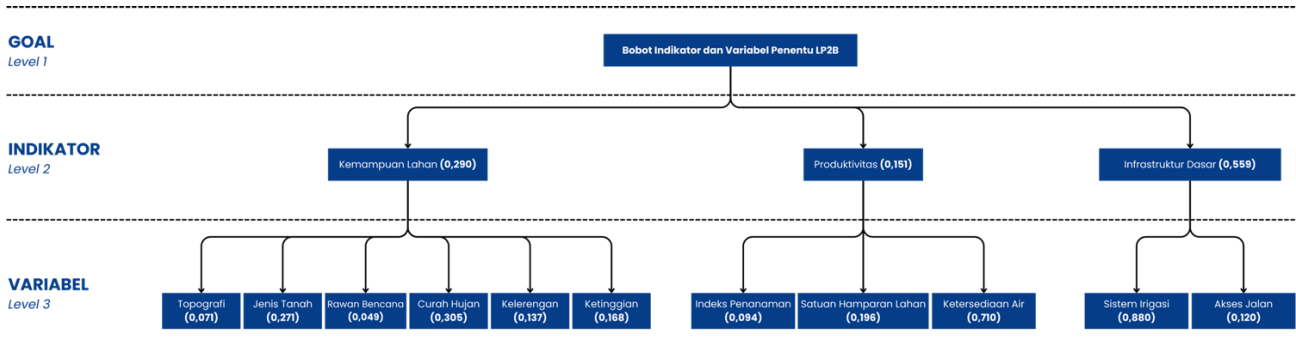 GOAL
Level 1
Bobot Indikator dan Variabel Penentu LP2B
INDIKATOR
Level 2
Kemampuan Lahan (0,290)
Produktivitas (0,151)
Infrastruktur Dasar (0,559)
VARIABEL
Level 3
Topografi
(0,071)
Jenis Tanah
(0,271)
Rawan Bencana
(0,049)
Curah Hujan
(0,305)
Kelerengan
(0,137)
Ketinggian
(0,168)
Indeks Penanaman
(0,094)
Satuan Hamparan Lahan
(0,196)
Ketersediaan Air
(0,710)
Sistem Irigasi
(0,880)
Akses Jalan
(0,120)